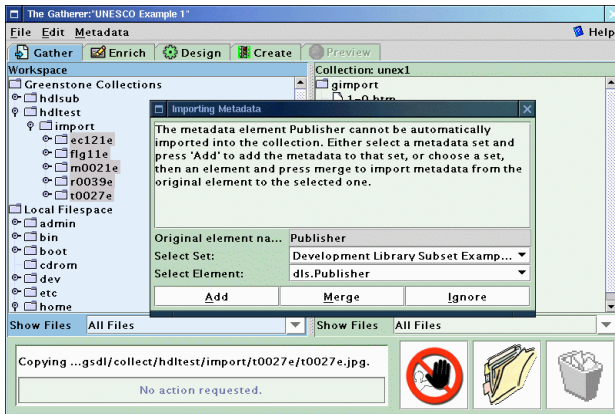 The Gatherer:"UNESCO Example 1"
File Edit Metadata Help
Gather Enrich Design Create Preview
Workspace
Collection: unex1
Greenstone Collections
hdlsub
hdltest
import
ec121e
flg11e
m0021e
r0039e
t0027e
Local Filespace
admin
bin
boot
cdrom
dev
etc
home
gimport
1-0.htm
Importing Metadata
The metadata element Publisher cannot be automatically
imported into the collection. Either select a metadata set and
press 'Add' to add the metadata to that set, or choose a set,
then an element and press merge to import metadata from the
original element to the selected one.
Original element na... Publisher
Select Set: Development Library Subset Examp...
Select Element: dls.Publisher
Add Merge Ignore
Show Files All Files
Show Files All Files
Copying ...gsdl/collect/hdltest/import/t0027e/t0027e.jpg.
No action requested.